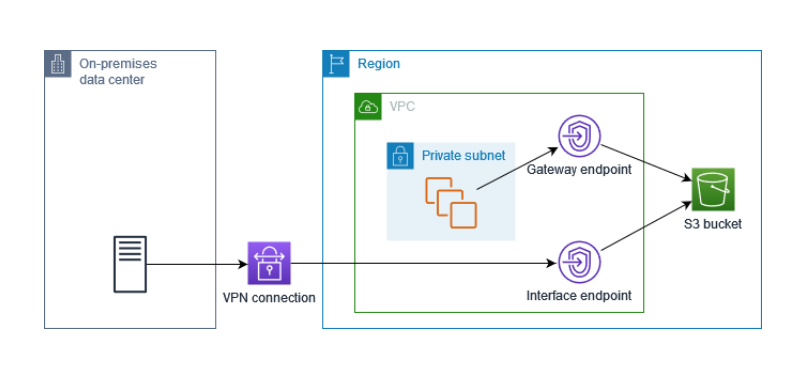 On-premises
data center
Region
VPC
Private subnet
Gateway endpoint
S3 bucket
VPN connection
Interface endpoint